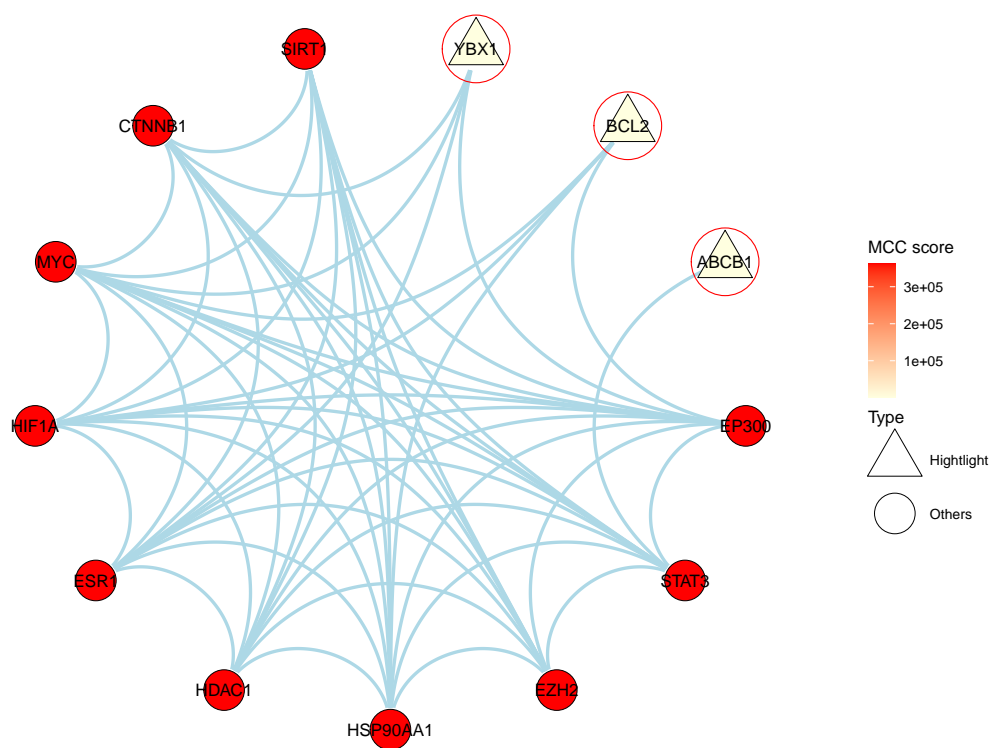 SIRT1
YBX1
CTNNB1
BCL2
MYC
ABCB1
HIF1A
EP300
ESR1
STAT3
HDAC1
EZH2
HSP90AA1
MCC score
3e+05
2e+05
1e+05
Type
Hightlight
Others